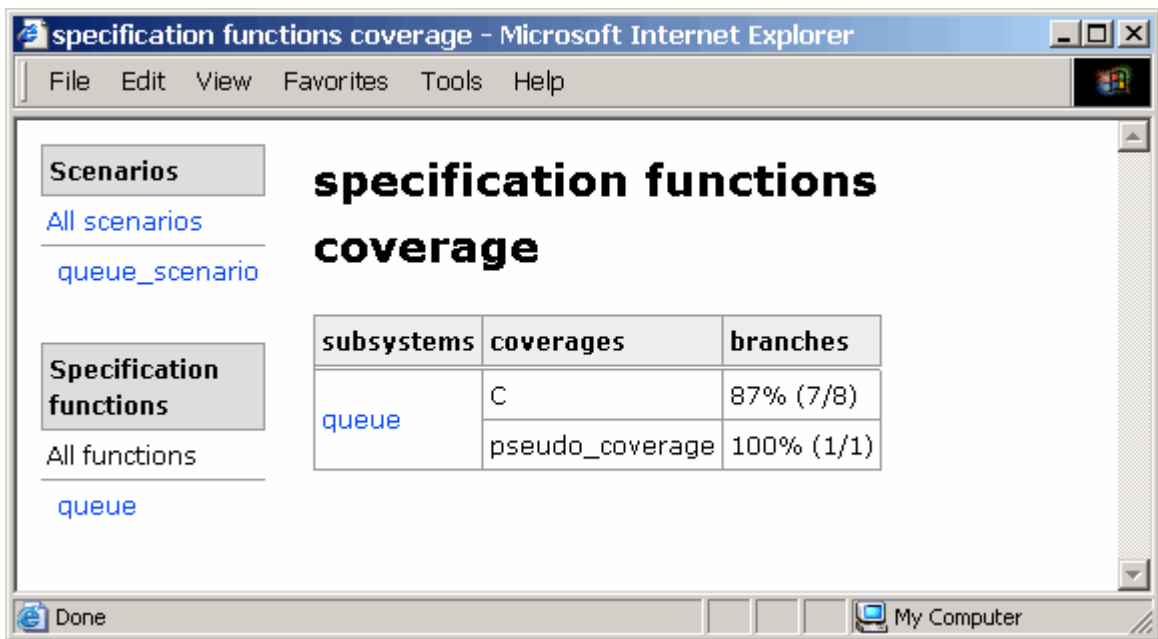 specification functions coverage - Microsoft Internet Explorer
File Edit View Favorites Tools Help
Scenarios
All scenarios
queue_scenario
Specification
functions
All functions
queue
specification functions
coverage
subsystems coverages branches
queue
C 87% (7/8)
pseudo_coverage 100% (1/1)
Done
My Computer